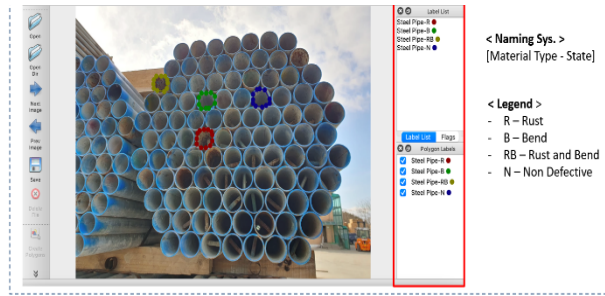 Open
Open
Dir
Next
Image
Prev
Image
Save
Label List
Steel Pipe-R
Steel Pipe-B
Steel Pipe-RB
Steel Pipe-N
Label List
Flags
Polygon Labels
Steel Pipe-R
Steel Pipe-B
Steel Pipe-RB
Steel Pipe-N
< Naming Sys. >
[Material Type - State]
< Legend >
- R – Rust
- B – Bend
- RB – Rust and Bend
- N – Non Defective